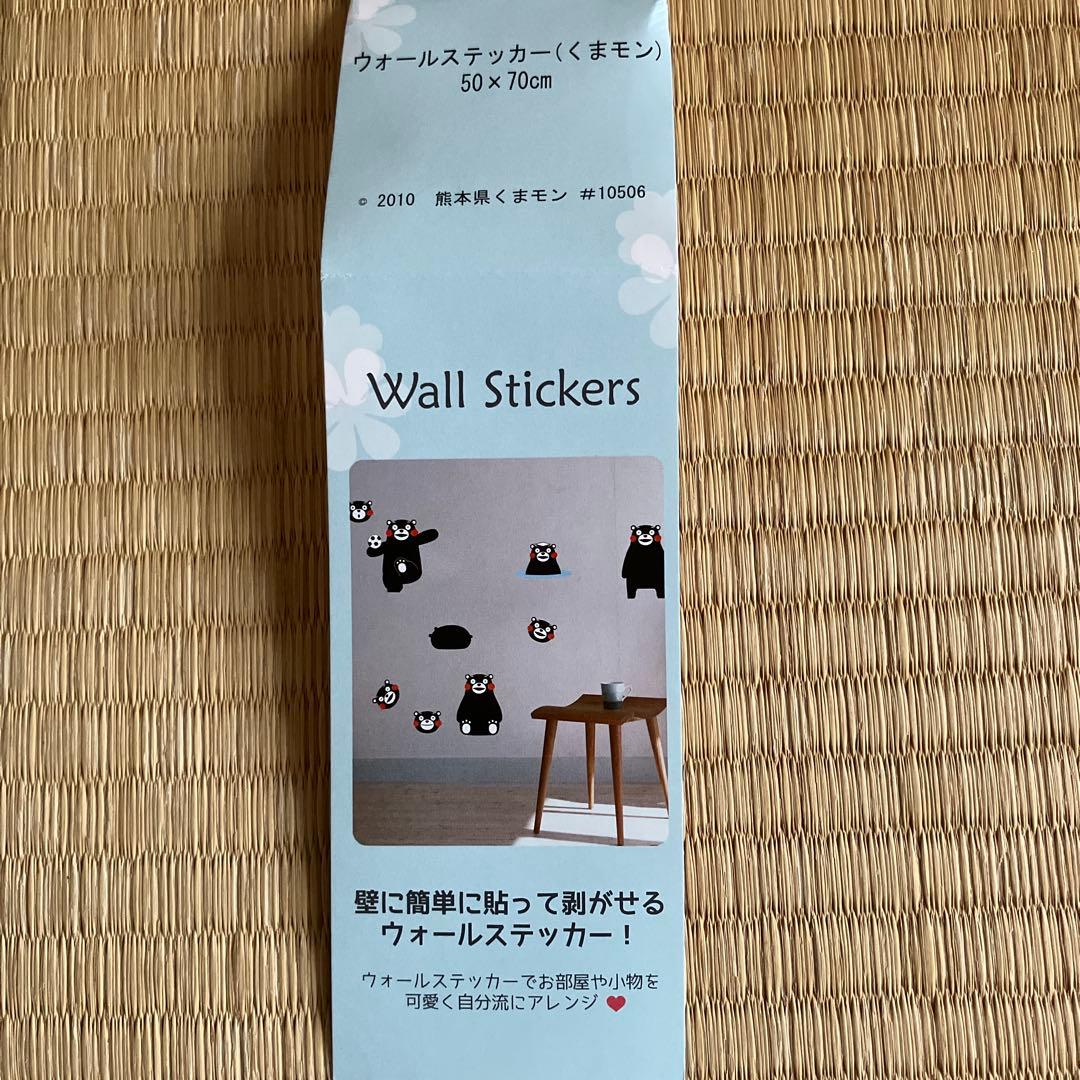 ウォールステッカー(くまモン)
50×70cm
© 2010 熊本県くまモン #10506
Wall Stickers
壁に簡単に貼って剥がせる
ウォールステッカー!
ウォールステッカーでお部屋や小物を
可愛く自分流にアレンジ♥